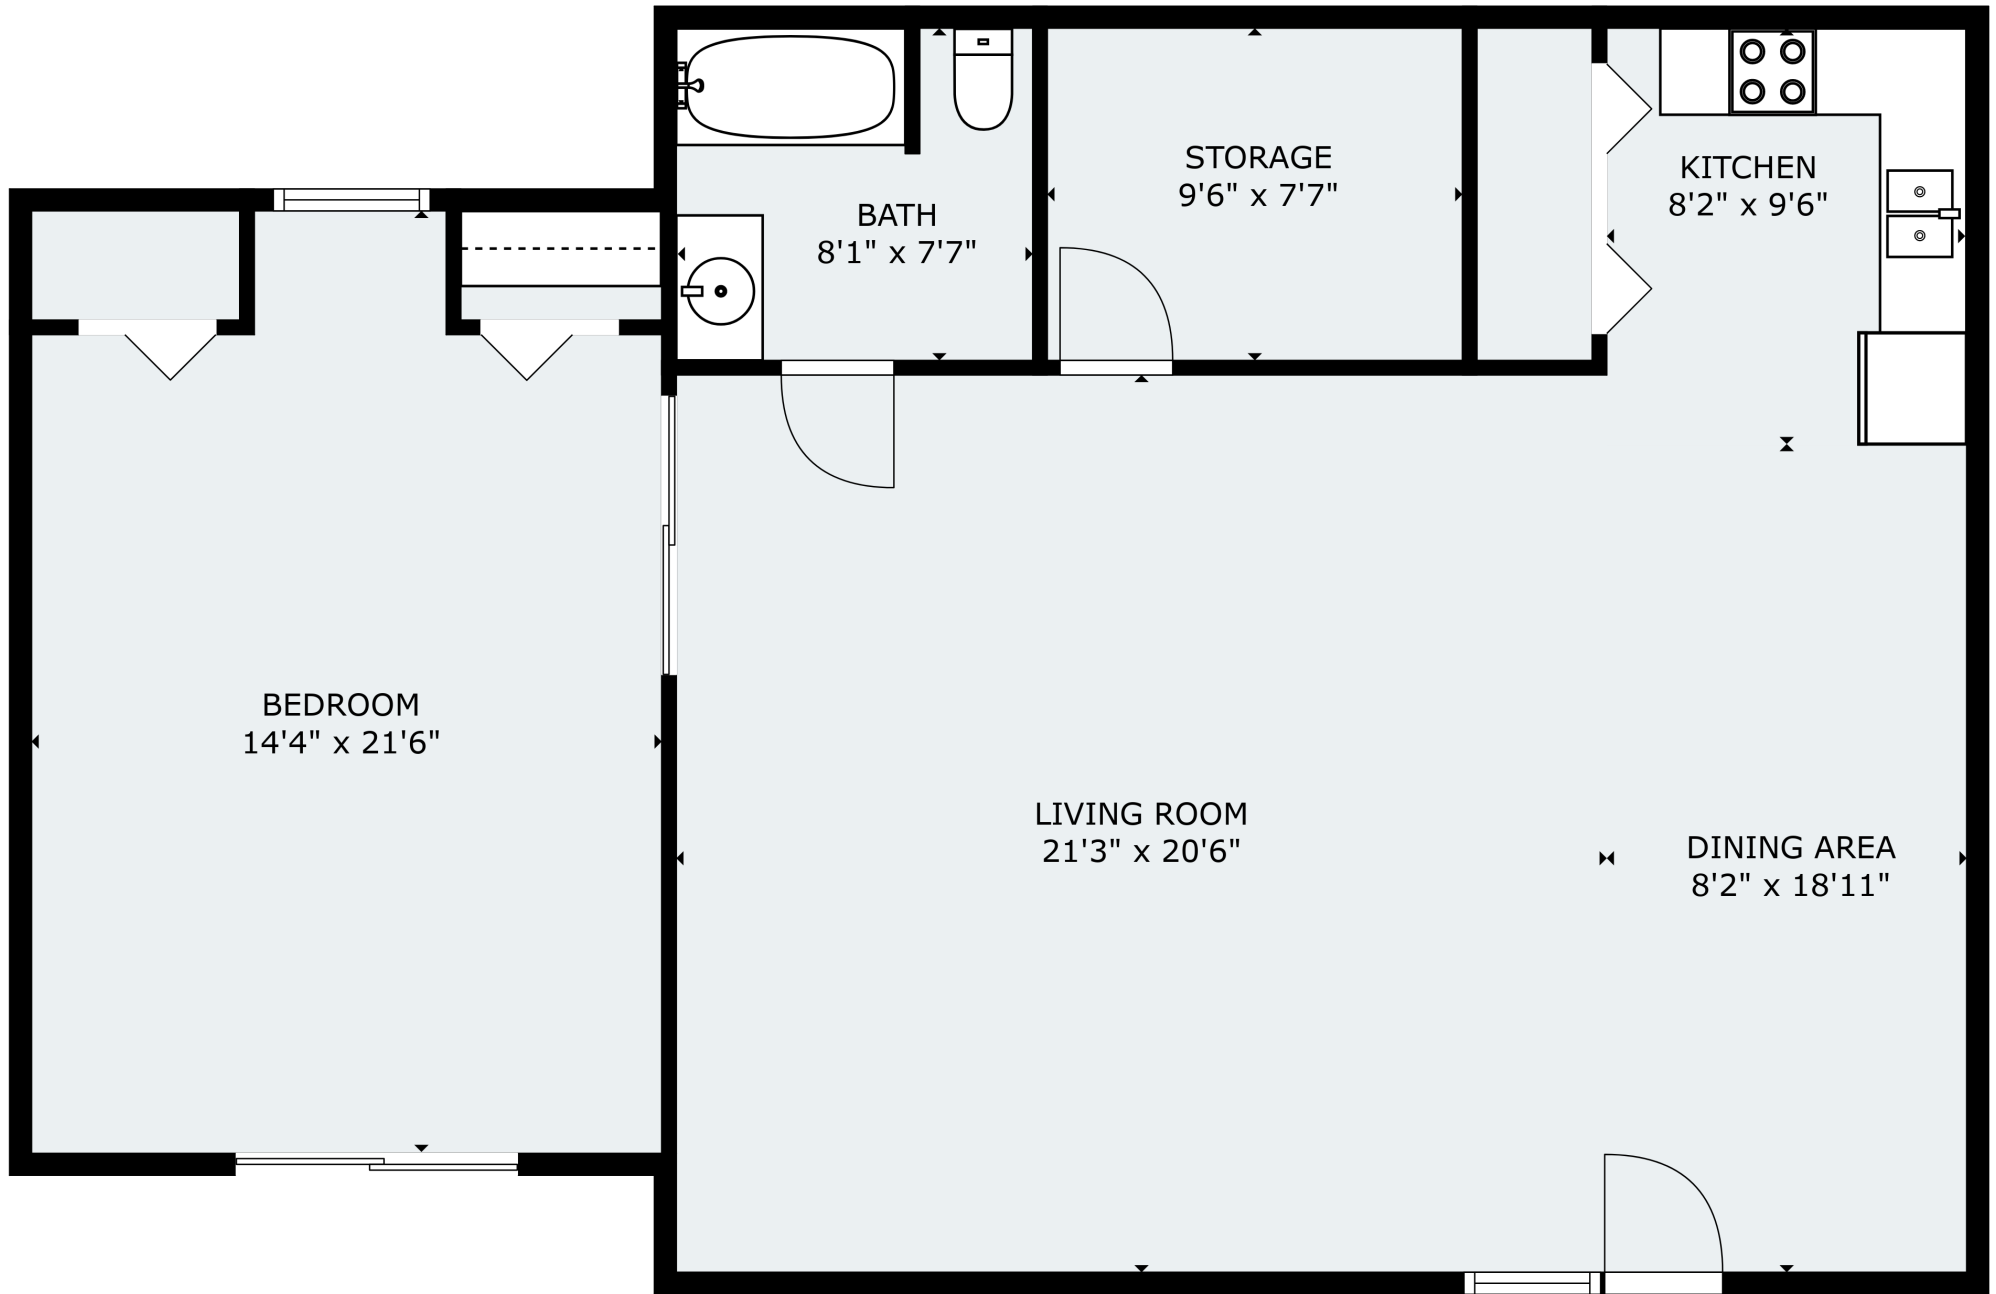 STORAGE
9'6" x 7'7"
KITCHEN
8'2" x 9'6"
BATH
8'1" x 7'7"
BEDROOM
14'4" x 21'6"
LIVING ROOM
21'3" x 20'6"
DINING AREA
8'2" x 18'11"